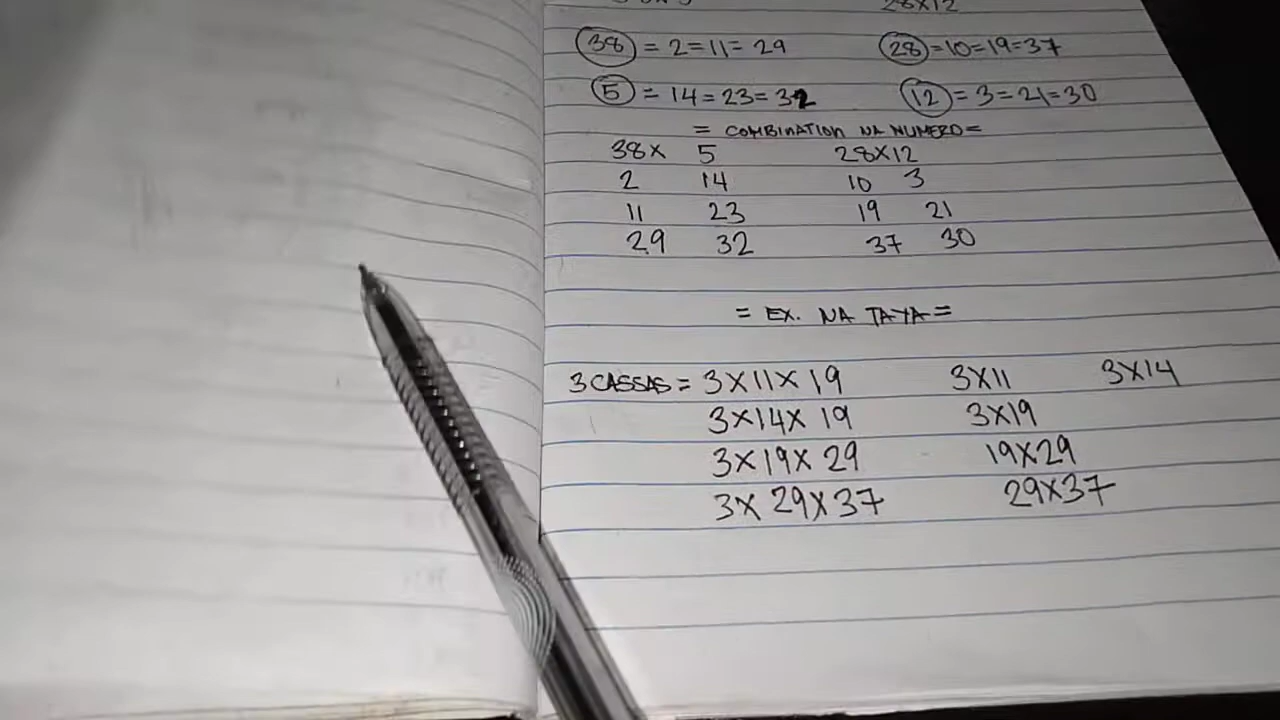 28X12
38 = 2=11= 29 28=10=19=37
5 = 14=23=32 12=3=21=30
= COMBINATION NA NUMERO=
38X 5 28X12
2 14 10 3
11 23 19 21
29 32 37 30
= EX. NA TAYA=
3 CASSAS = 3X11X 19 3X11 3X14
3X14X 19 3X19
3X19X 29 19X29
3X 29X37 29X37